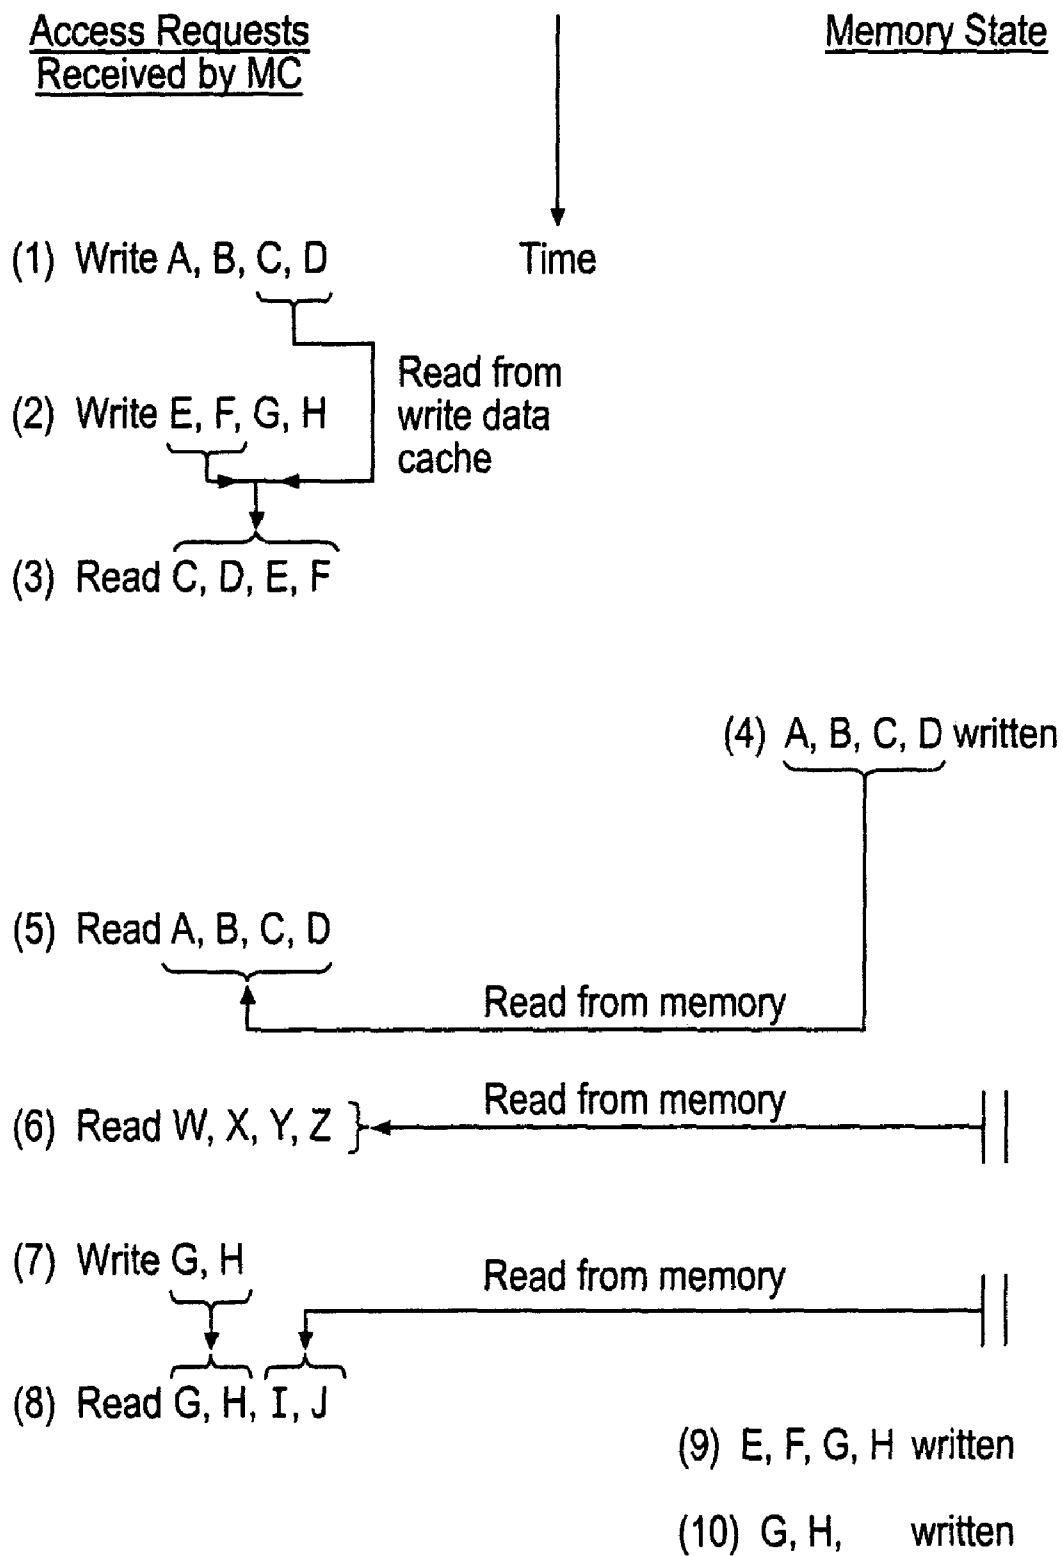 Access Requests
Received by MC
Memory State
Time
(1) Write A, B, C, D
Read from
write data
cache
(2) Write E, F, G, H
(3) Read C, D, E, F
(4) A, B, C, D written
(5) Read A, B, C, D
Read from memory
(6) Read W, X, Y, Z
Read from memory
(7) Write G, H
Read from memory
(8) Read G, H, I, J
(9) E, F, G, H written
(10) G, H, written